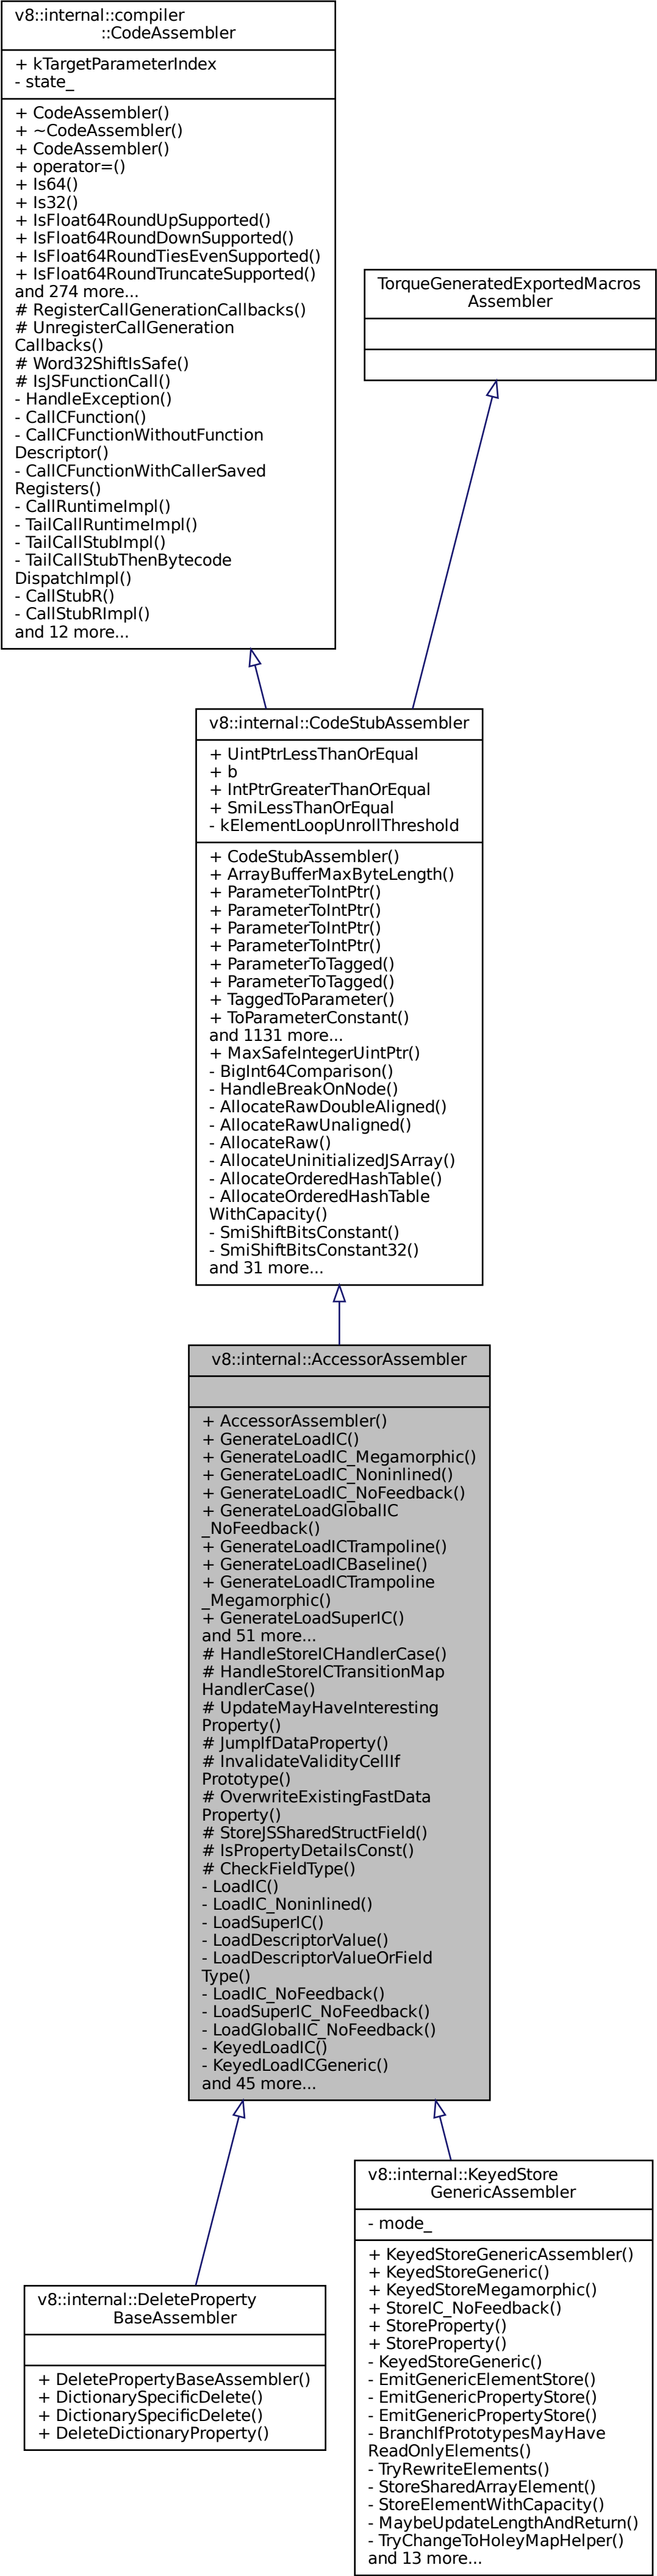 v8::internal::compiler
::CodeAssembler
+ kTargetParameterIndex
- state_
+ CodeAssembler()
+ ~CodeAssembler()
+ CodeAssembler()
+ operator=()
+ Is64()
+ Is32()
+ IsFloat64RoundUpSupported()
+ IsFloat64RoundDownSupported()
+ IsFloat64RoundTiesEvenSupported()
+ IsFloat64RoundTruncateSupported()
and 274 more...
# RegisterCallGenerationCallbacks()
# UnregisterCallGeneration
Callbacks()
# Word32ShiftIsSafe()
# IsJSFunctionCall()
- HandleException()
- CallCFunction()
- CallCFunctionWithoutFunction
Descriptor()
- CallCFunctionWithCallerSaved
Registers()
- CallRuntimeImpl()
- TailCallRuntimeImpl()
- TailCallStubImpl()
- TailCallStubThenBytecode
DispatchImpl()
- CallStubR()
- CallStubRImpl()
and 12 more...
TorqueGeneratedExportedMacros
Assembler
v8::internal::CodeStubAssembler
+ UintPtrLessThanOrEqual
+ b
+ IntPtrGreaterThanOrEqual
+ SmiLessThanOrEqual
- kElementLoopUnrollThreshold
+ CodeStubAssembler()
+ ArrayBufferMaxByteLength()
+ ParameterToIntPtr()
+ ParameterToIntPtr()
+ ParameterToIntPtr()
+ ParameterToIntPtr()
+ ParameterToTagged()
+ ParameterToTagged()
+ TaggedToParameter()
+ ToParameterConstant()
and 1131 more...
+ MaxSafeIntegerUintPtr()
- BigInt64Comparison()
- HandleBreakOnNode()
- AllocateRawDoubleAligned()
- AllocateRawUnaligned()
- AllocateRaw()
- AllocateUninitializedJSArray()
- AllocateOrderedHashTable()
- AllocateOrderedHashTable
WithCapacity()
- SmiShiftBitsConstant()
- SmiShiftBitsConstant32()
and 31 more...
v8::internal::AccessorAssembler
+ AccessorAssembler()
+ GenerateLoadIC()
+ GenerateLoadIC_Megamorphic()
+ GenerateLoadIC_Noninlined()
+ GenerateLoadIC_NoFeedback()
+ GenerateLoadGlobalIC
_NoFeedback()
+ GenerateLoadICTrampoline()
+ GenerateLoadICBaseline()
+ GenerateLoadICTrampoline
_Megamorphic()
+ GenerateLoadSuperIC()
and 51 more...
# HandleStoreICHandlerCase()
# HandleStoreICTransitionMap
HandlerCase()
# UpdateMayHaveInteresting
Property()
# JumpIfDataProperty()
# InvalidateValidityCellIf
Prototype()
# OverwriteExistingFastData
Property()
# StoreJSSharedStructField()
# IsPropertyDetailsConst()
# CheckFieldType()
- LoadIC()
- LoadIC_Noninlined()
- LoadSuperIC()
- LoadDescriptorValue()
- LoadDescriptorValueOrField
Type()
- LoadIC_NoFeedback()
- LoadSuperIC_NoFeedback()
- LoadGlobalIC_NoFeedback()
- KeyedLoadIC()
- KeyedLoadICGeneric()
and 45 more...
v8::internal::KeyedStore
GenericAssembler
- mode_
+ KeyedStoreGenericAssembler()
+ KeyedStoreGeneric()
+ KeyedStoreMegamorphic()
+ StoreIC_NoFeedback()
+ StoreProperty()
+ StoreProperty()
- KeyedStoreGeneric()
- EmitGenericElementStore()
- EmitGenericPropertyStore()
- EmitGenericPropertyStore()
- BranchIfPrototypesMayHave
ReadOnlyElements()
- TryRewriteElements()
- StoreSharedArrayElement()
- StoreElementWithCapacity()
- MaybeUpdateLengthAndReturn()
- TryChangeToHoleyMapHelper()
and 13 more...
v8::internal::DeleteProperty
BaseAssembler
+ DeletePropertyBaseAssembler()
+ DictionarySpecificDelete()
+ DictionarySpecificDelete()
+ DeleteDictionaryProperty()